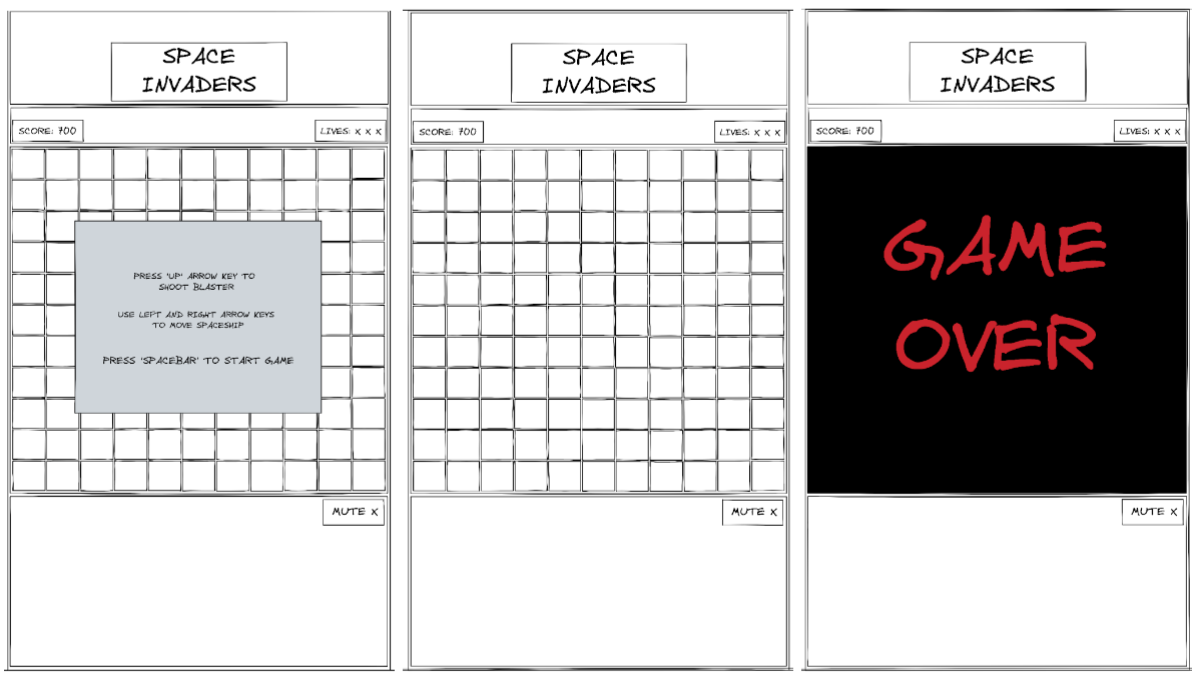 SPACE
INVADERS
SCORE: 700
LIVES: X X X
PRESS 'UP' ARROW KEY TO
SHOOT BLASTER
USE LEFT AND RIGHT ARROW KEYS
TO MOVE SPACESHIP
PRESS 'SPACEBAR' TO START GAME
MUTE X
SPACE
INVADERS
SCORE: 700
LIVES: X X X
MUTE X
SPACE
INVADERS
SCORE: 700
LIVES: X X X
GAME
OVER
MUTE X